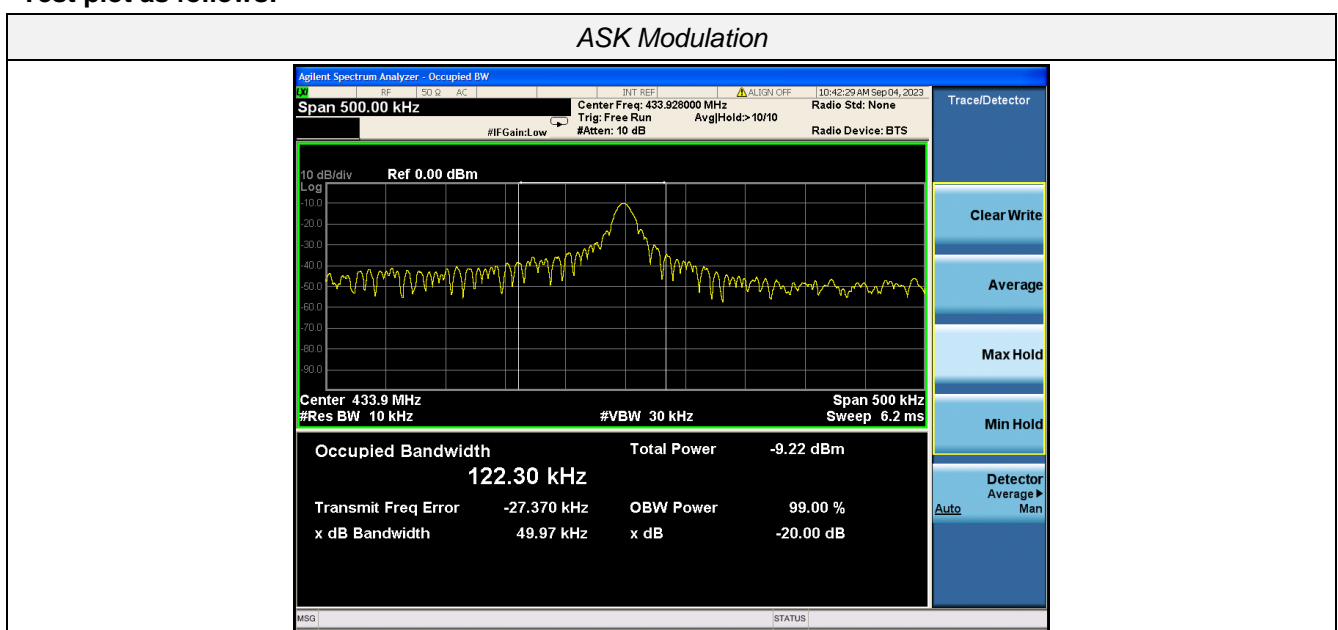 Test plot as follows:
ASK Modulation
Agilent Spectrum Analyzer - Occupied BW
LXI RF 50 Ω AC INT REF ALIGN OFF 10:42:29 AM Sep 04, 2023
Span 500.00 kHz
Center Freq: 433.928000 MHz Radio Std: None
Trig: Free Run Avg|Hold:>10/10
#IFGain:Low #Atten: 10 dB Radio Device: BTS
10 dB/div Ref 0.00 dBm
Log
-10.0
-20.0
-30.0
-40.0
-50.0
-60.0
-70.0
-80.0
-90.0
Center 433.9 MHz Span 500 kHz
#Res BW 10 kHz #VBW 30 kHz Sweep 6.2 ms
Occupied Bandwidth Total Power -9.22 dBm
122.30 kHz
Transmit Freq Error -27.370 kHz OBW Power 99.00 %
x dB Bandwidth 49.97 kHz x dB -20.00 dB
MSG STATUS
Trace/Detector
Clear Write
Average
Max Hold
Min Hold
Detector
Average▶
Auto Man